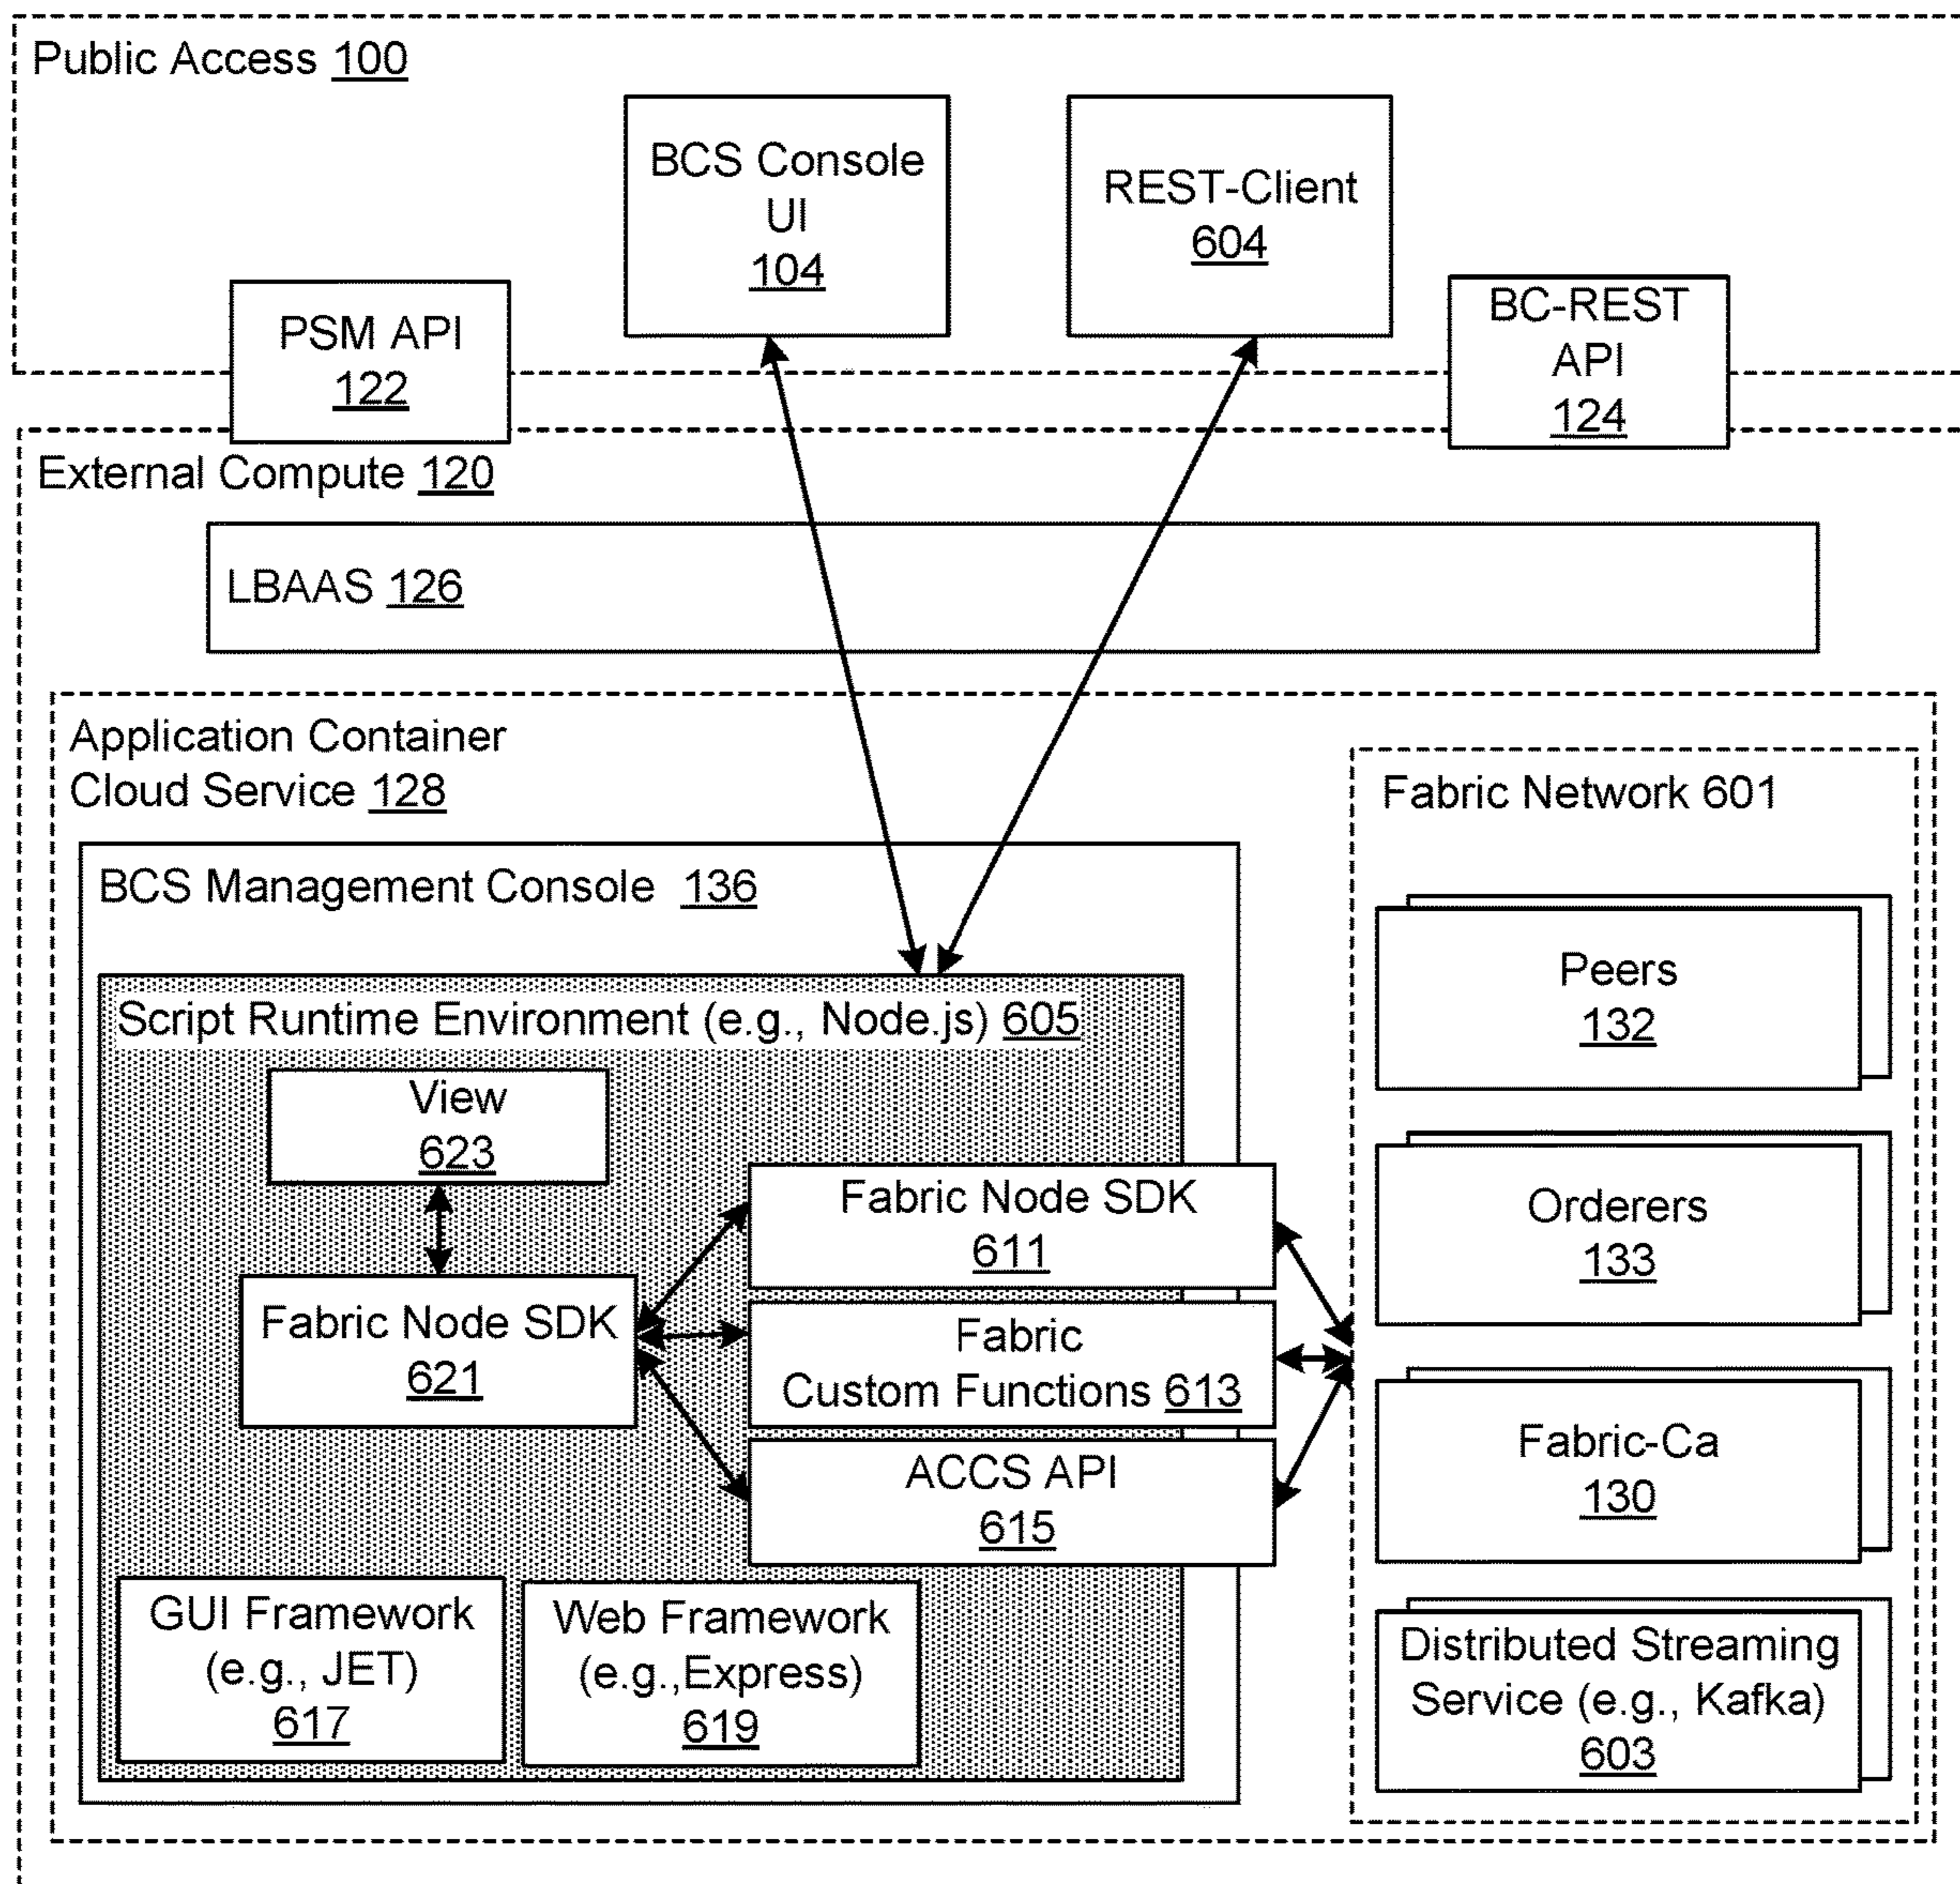 Public Access 100
BCS Console
UI
104
REST-Client
604
PSM API
122
BC-REST
API
124
External Compute 120
LBAAS 126
Application Container
Cloud Service 128
BCS Management Console 136
Script Runtime Environment (e.g., Node.js) 605
View
623
Fabric Node SDK
621
Fabric Node SDK
611
Fabric
Custom Functions 613
ACCS API
615
GUI Framework
(e.g., JET)
617
Web Framework
(e.g.,Express)
619
Fabric Network 601
Peers
132
Orderers
133
Fabric-Ca
130
Distributed Streaming
Service (e.g., Kafka)
603